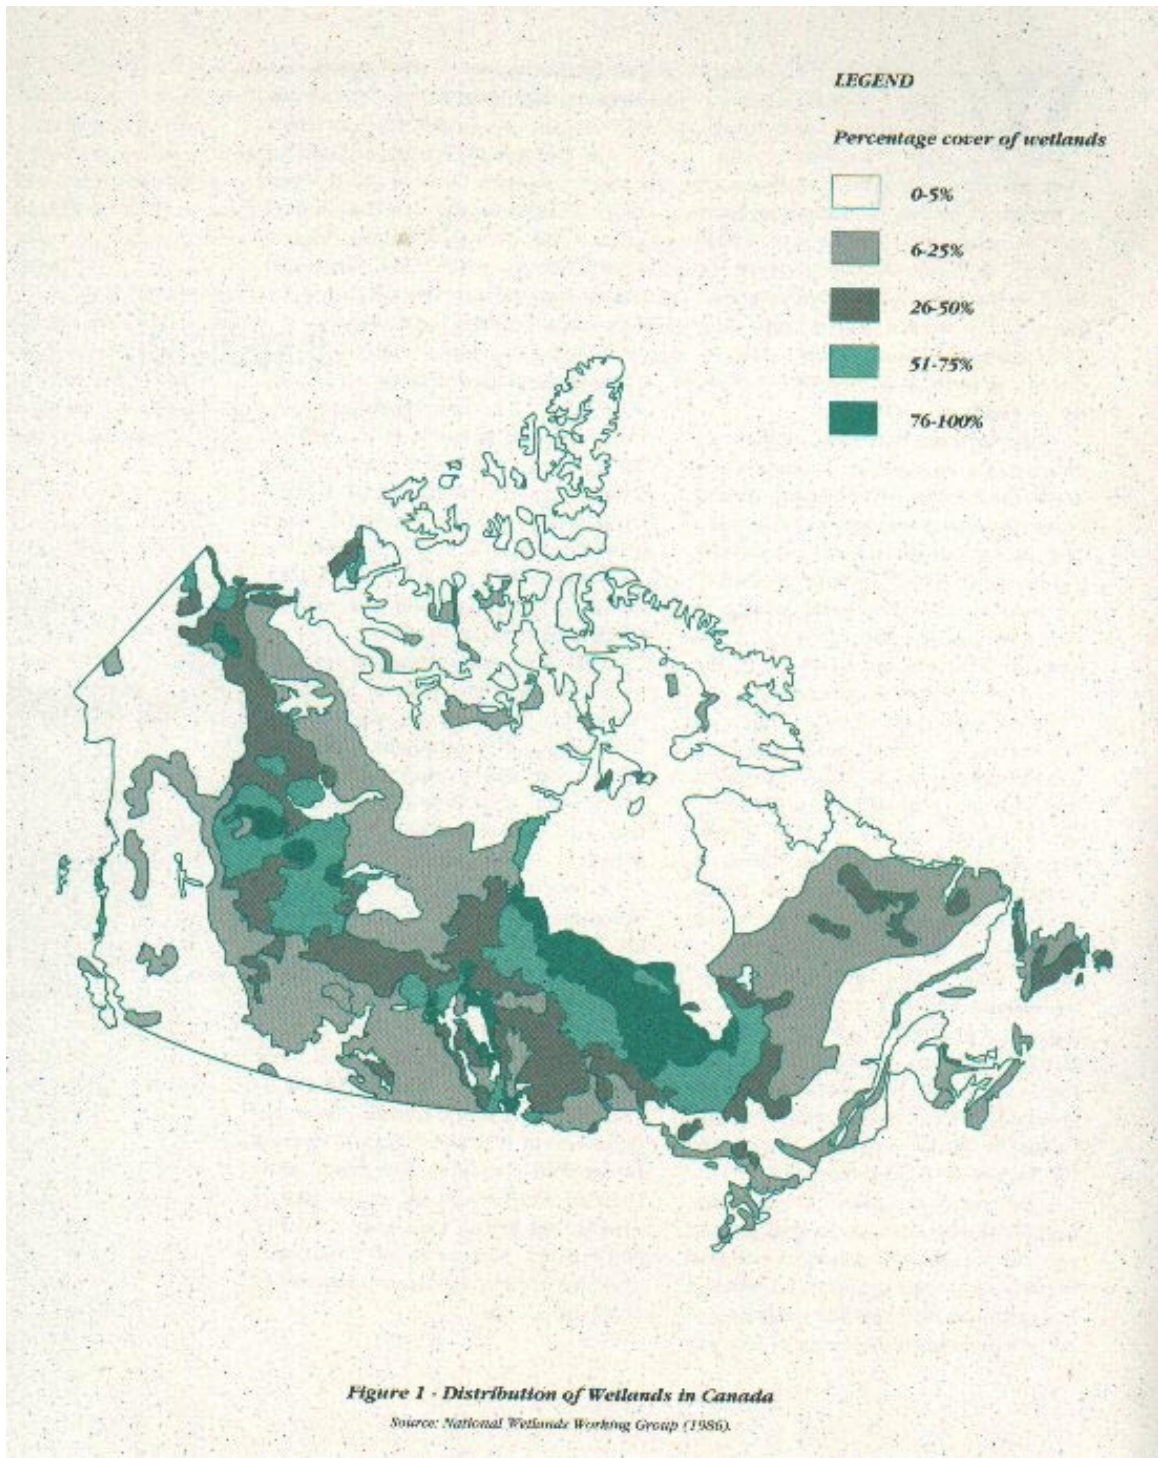 LEGEND
Percentage cover of wetlands
0-5%
6-25%
26-50%
51-75%
76-100%
Figure 1 - Distribution of Wetlands in Canada
Source: National Wetlands Working Group (1986).